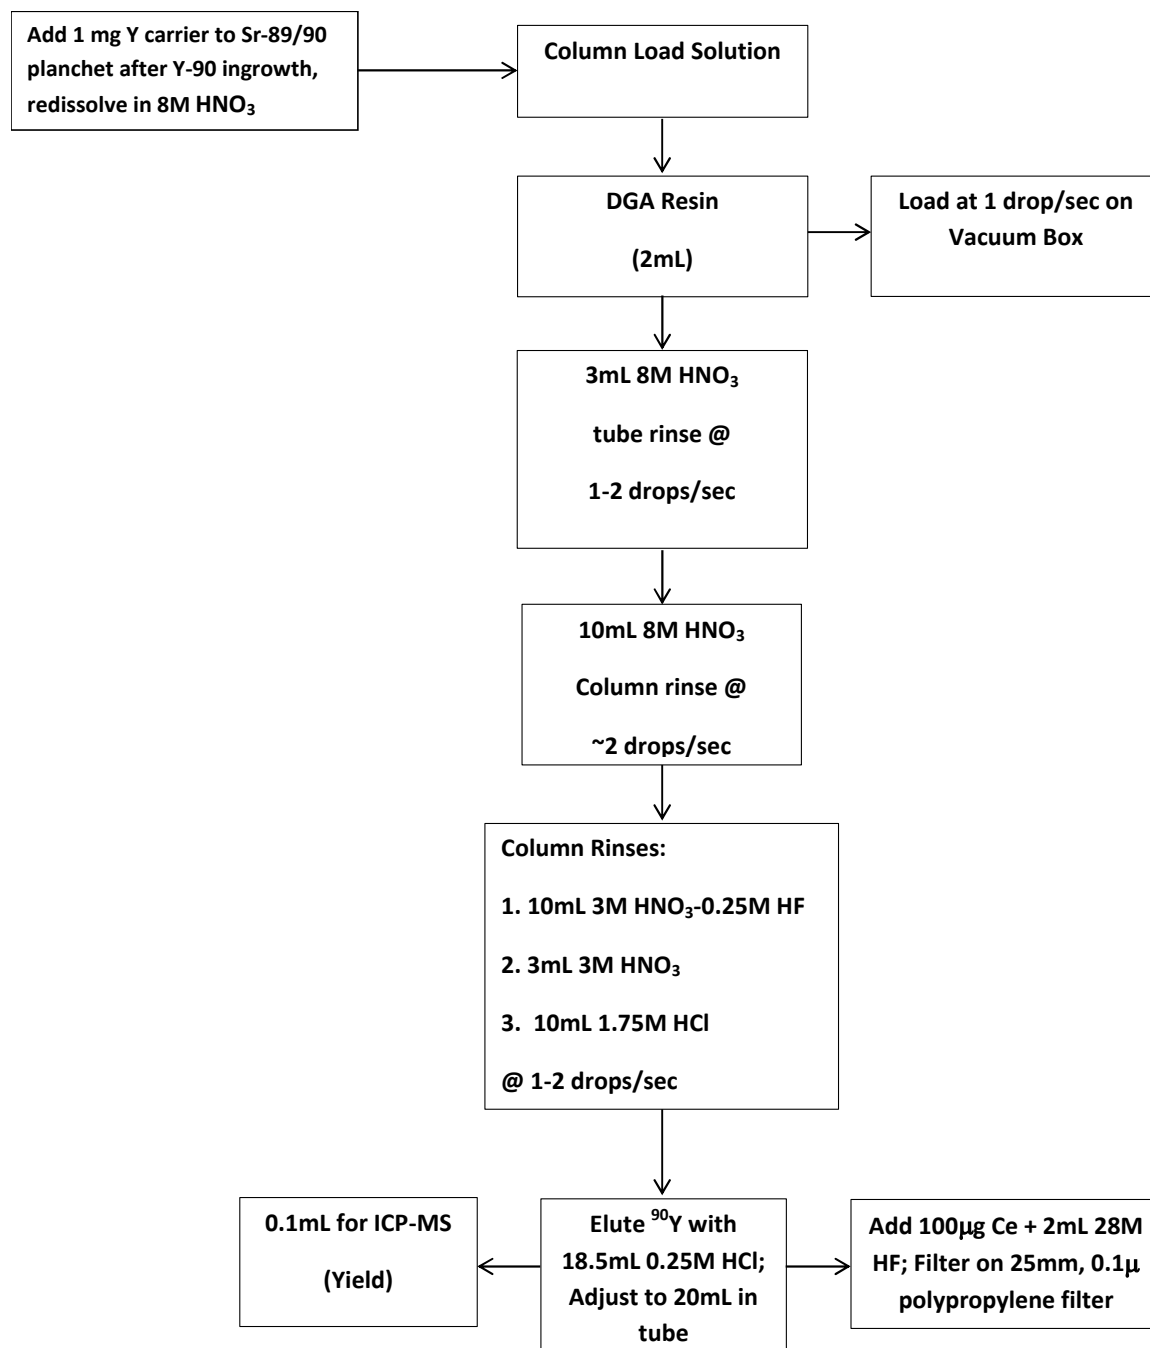 Add 1 mg Y carrier to Sr-89/90
planchet after Y-90 ingrowth,
redissolve in 8M HNO₃
Column Load Solution
DGA Resin
(2mL)
Load at 1 drop/sec on
Vacuum Box
3mL 8M HNO₃
tube rinse @
1-2 drops/sec
10mL 8M HNO₃
Column rinse @
~2 drops/sec
Column Rinses:
1. 10mL 3M HNO₃-0.25M HF
2. 3mL 3M HNO₃
3. 10mL 1.75M HCl
@ 1-2 drops/sec
0.1mL for ICP-MS
(Yield)
Elute ⁹⁰Y with
18.5mL 0.25M HCl;
Adjust to 20mL in
tube
Add 100μg Ce + 2mL 28M
HF; Filter on 25mm, 0.1μ
polypropylene filter